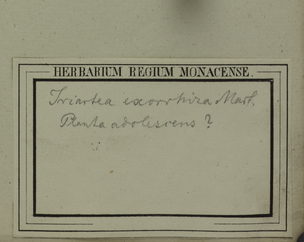 HERBARIUM REGIUM MONACENSE.
Iriartea exorrhiza Mart.
Planta adolescens?